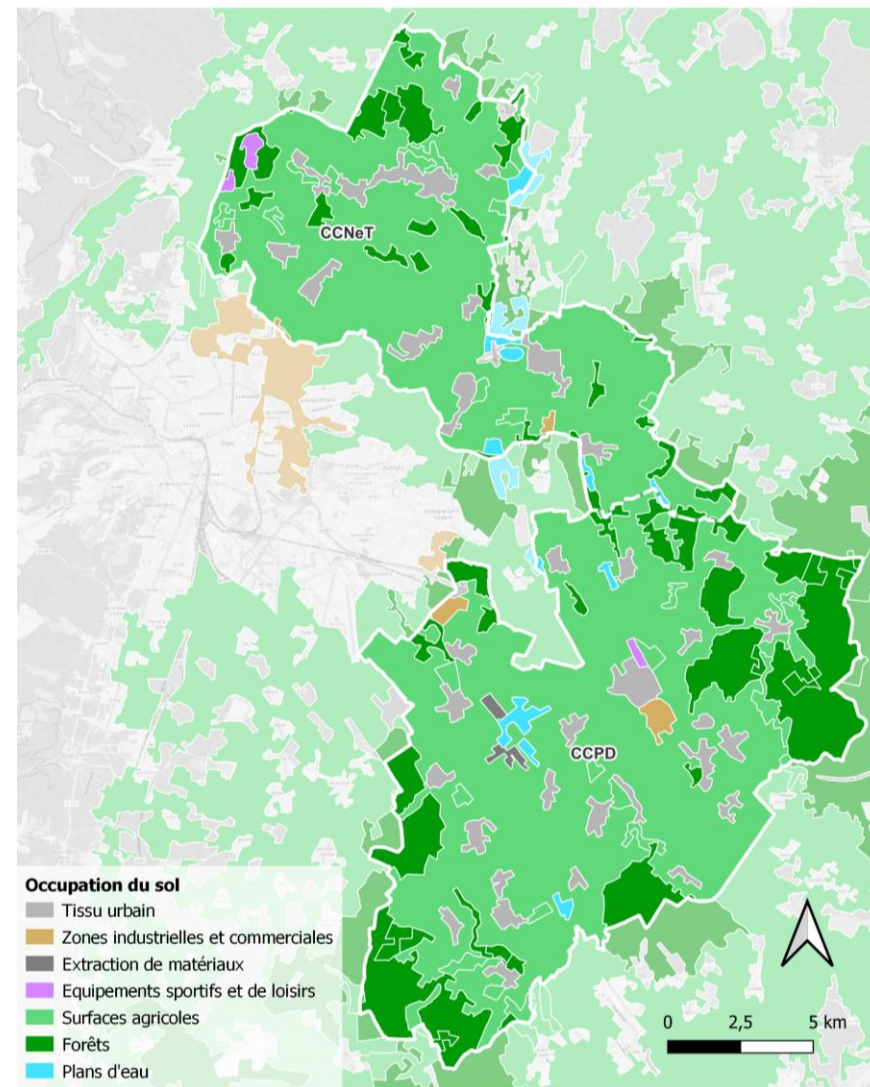 CCNeT
CCPD
Occupation du sol
Tissu urbain
Zones industrielles et commerciales
Extraction de matériaux
Equipements sportifs et de loisirs
Surfaces agricoles
Forêts
Plans d'eau
0 2,5 5 km